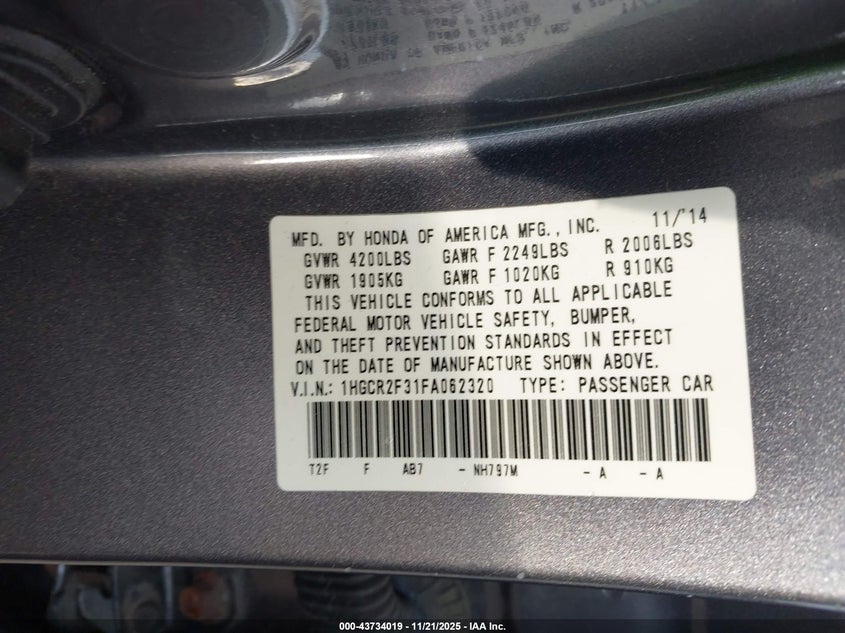 MFD. BY HONDA OF AMERICA MFG., INC. 11/'14
GVWR 4200LBS GAWR F 2249LBS R 2006LBS
GVWR 1905KG GAWR F 1020KG R 910KG
THIS VEHICLE CONFORMS TO ALL APPLICABLE
FEDERAL MOTOR VEHICLE SAFETY, BUMPER,
AND THEFT PREVENTION STANDARDS IN EFFECT
ON THE DATE OF MANUFACTURE SHOWN ABOVE.
V.I.N.: 1HGCR2F31FA062320 TYPE: PASSENGER CAR
T2F F AB7 - NH797M - A - A
000-43734019 - 11/21/2025 - IAA Inc.